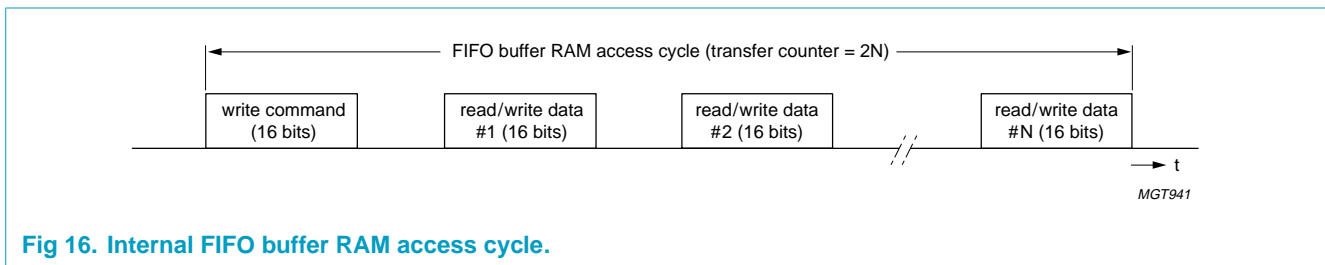 FIFO buffer RAM access cycle (transfer counter = 2N)
write command
(16 bits)
read/write data
#1 (16 bits)
read/write data
#2 (16 bits)
read/write data
#N (16 bits)
t
MGT941
Fig 16. Internal FIFO buffer RAM access cycle.